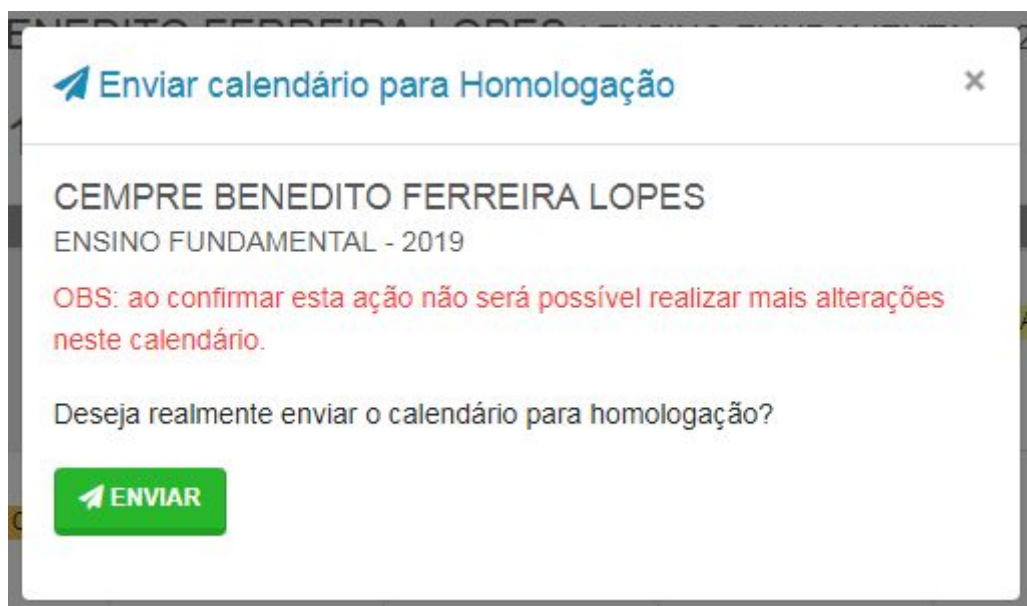 Enviar calendário para Homologação ×
CEMPRE BENEDITO FERREIRA LOPES
ENSINO FUNDAMENTAL - 2019
OBS: ao confirmar esta ação não será possível realizar mais alterações
neste calendário.
Deseja realmente enviar o calendário para homologação?
ENVIAR